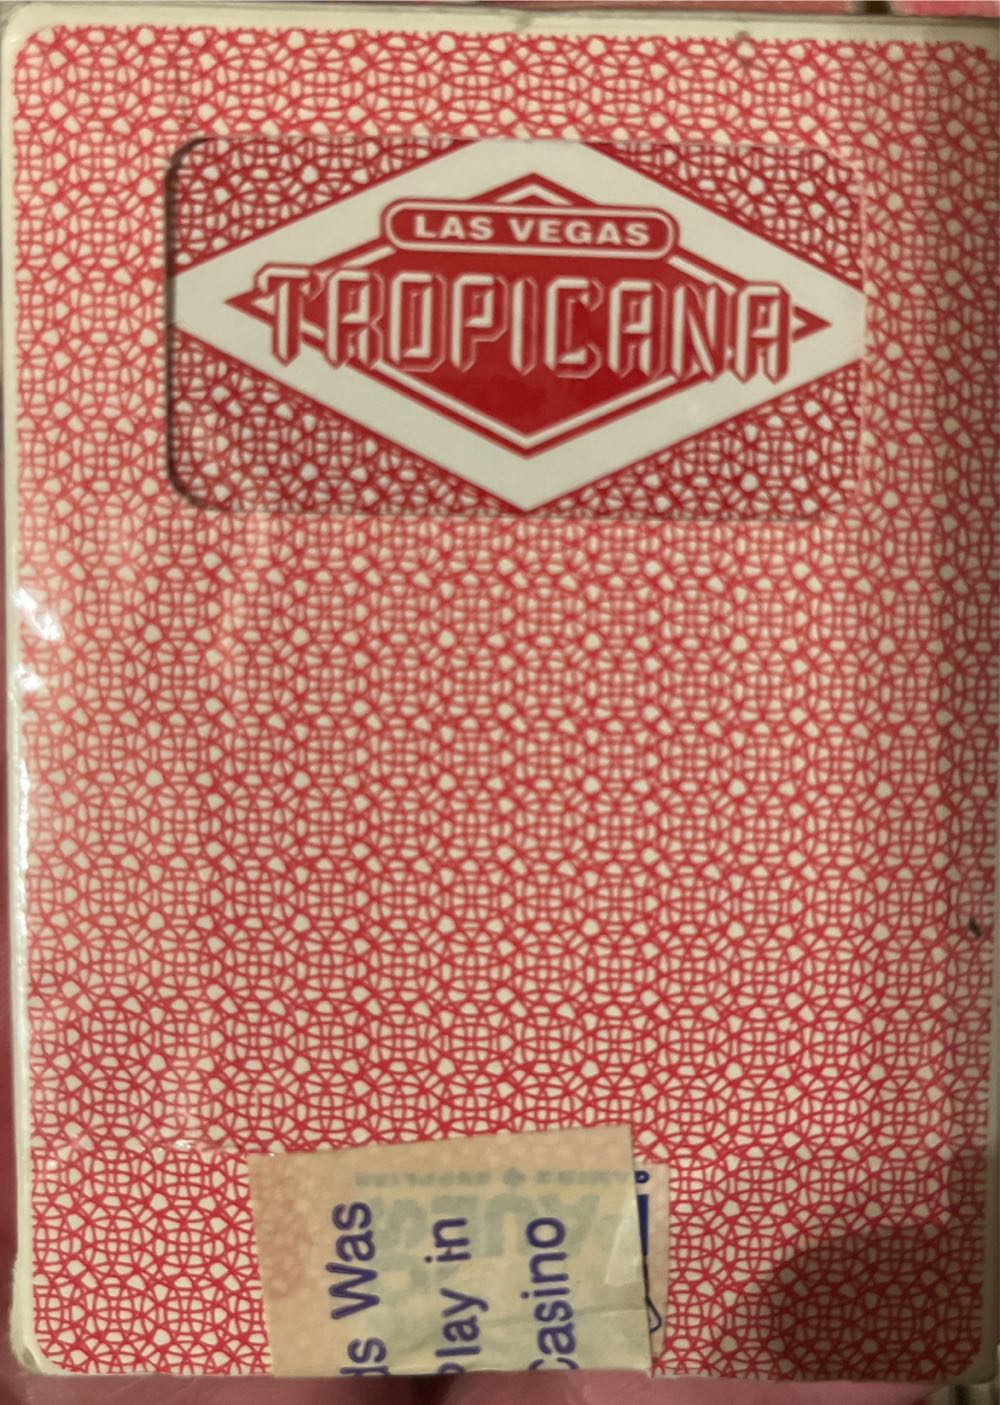 LAS VEGAS
TROPICANA
ds Was
Play in
Casino